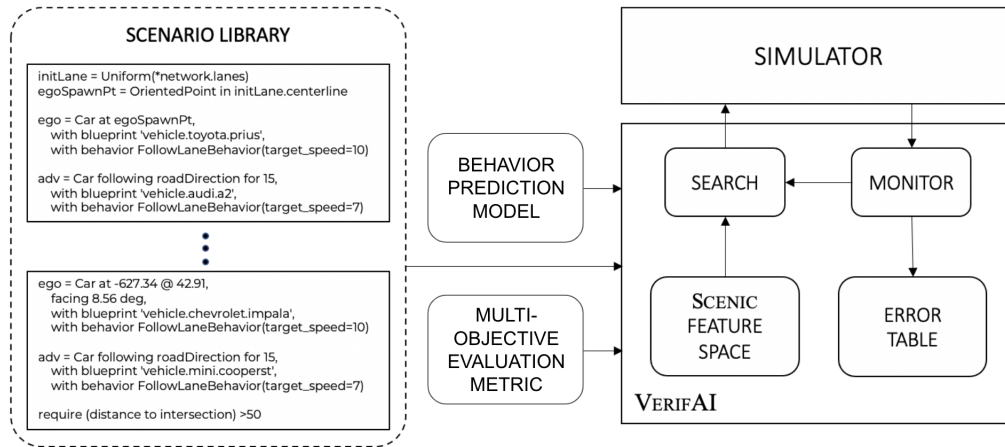 SCENARIO LIBRARY
initLane = Uniform(*network.lanes)
egoSpawnPt = OrientedPoint in initLane.centerline
ego = Car at egoSpawnPt,
with blueprint 'vehicle.toyota.prius',
with behavior FollowLaneBehavior(target_speed=10)
adv = Car following roadDirection for 15,
with blueprint 'vehicle.audi.a2',
with behavior FollowLaneBehavior(target_speed=7)
ego = Car at -627.34 @ 42.91,
facing 8.56 deg,
with blueprint 'vehicle.chevrolet.impala',
with behavior FollowLaneBehavior(target_speed=10)
adv = Car following roadDirection for 15,
with blueprint 'vehicle.mini.cooperst',
with behavior FollowLaneBehavior(target_speed=7)
require (distance to intersection) >50
BEHAVIOR
PREDICTION
MODEL
MULTI-
OBJECTIVE
EVALUATION
METRIC
SIMULATOR
SEARCH
MONITOR
SCENIC
FEATURE
SPACE
ERROR
TABLE
VERIFAI